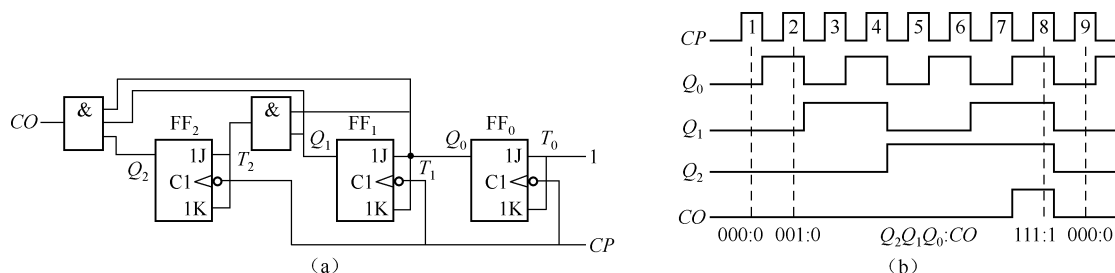 CO
&
&
FF₂
FF₁
FF₀
Q₂
T₂
Q₁
T₁
Q₀
T₀
1
1J
C1
1K
1J
C1
1K
1J
C1
1K
CP
（a）
CP 1 2 3 4 5 6 7 8 9
Q₀
Q₁
Q₂
CO
000:0 001:0 Q₂Q₁Q₀:CO 111:1 000:0
（b）